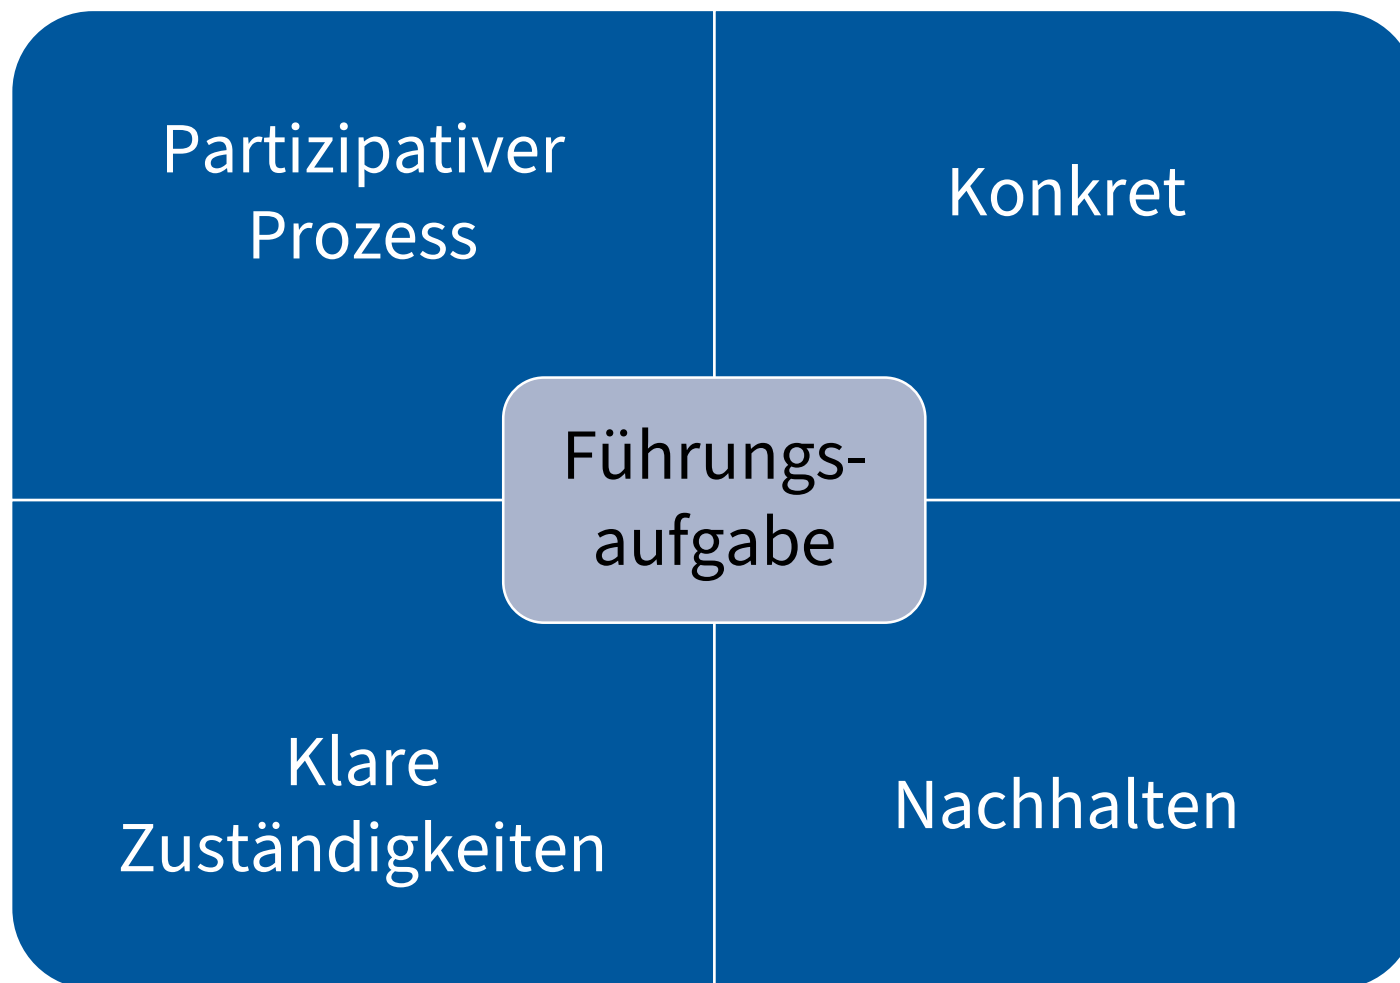 Partizipativer
Prozess
Konkret
Führungs-
aufgabe
Klare
Zuständigkeiten
Nachhalten